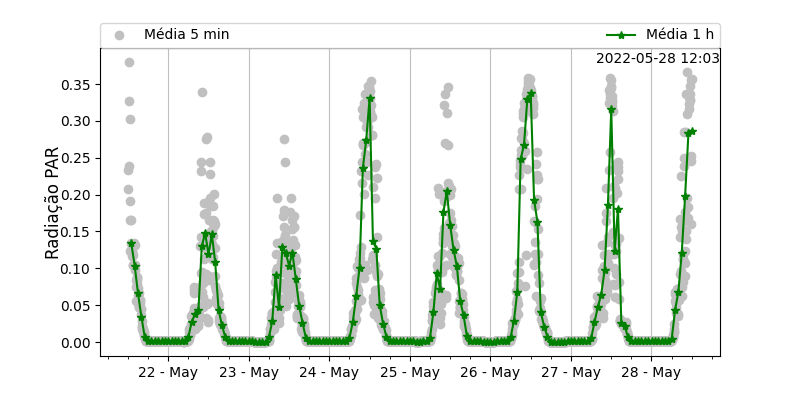 Média 5 min
Média 1 h
2022-05-28 12:03
Radiação PAR
0.35
0.30
0.25
0.20
0.15
0.10
0.05
0.00
22 - May
23 - May
24 - May
25 - May
26 - May
27 - May
28 - May